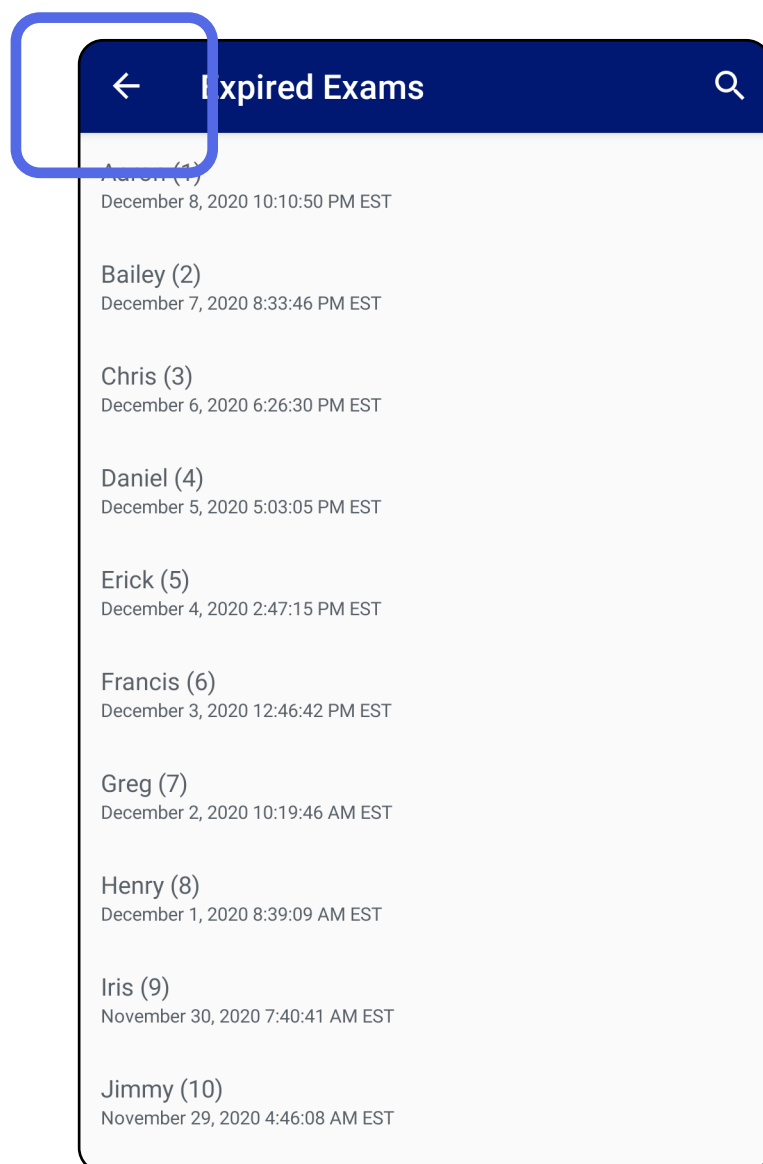 Expired Exams
Aaron (1)
December 8, 2020 10:10:50 PM EST
Bailey (2)
December 7, 2020 8:33:46 PM EST
Chris (3)
December 6, 2020 6:26:30 PM EST
Daniel (4)
December 5, 2020 5:03:05 PM EST
Erick (5)
December 4, 2020 2:47:15 PM EST
Francis (6)
December 3, 2020 12:46:42 PM EST
Greg (7)
December 2, 2020 10:19:46 AM EST
Henry (8)
December 1, 2020 8:39:09 AM EST
Iris (9)
November 30, 2020 7:40:41 AM EST
Jimmy (10)
November 29, 2020 4:46:08 AM EST